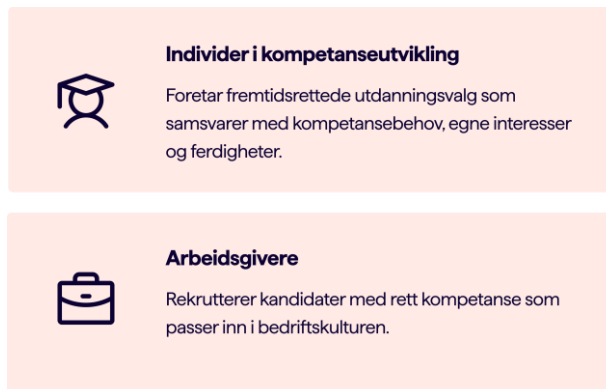 Individer i kompetanseutvikling
Foretar fremtidsrettede utdanningsvalg som
samsvarer med kompetansebehov, egne interesser
og ferdigheter.
Arbeidsgivere
Rekrutterer kandidater med rett kompetanse som
passer inn i bedriftskulturen.